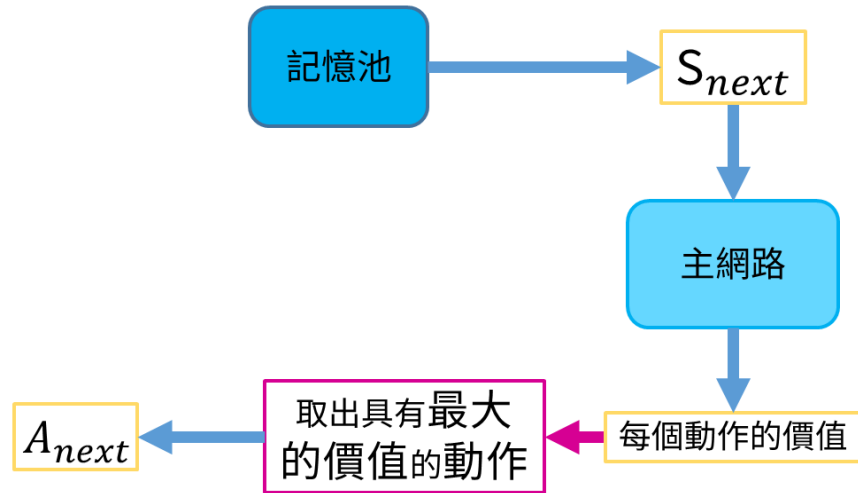 記憶池
S_next
主網路
每個動作的價值
取出具有最大
的價值的動作
A_next